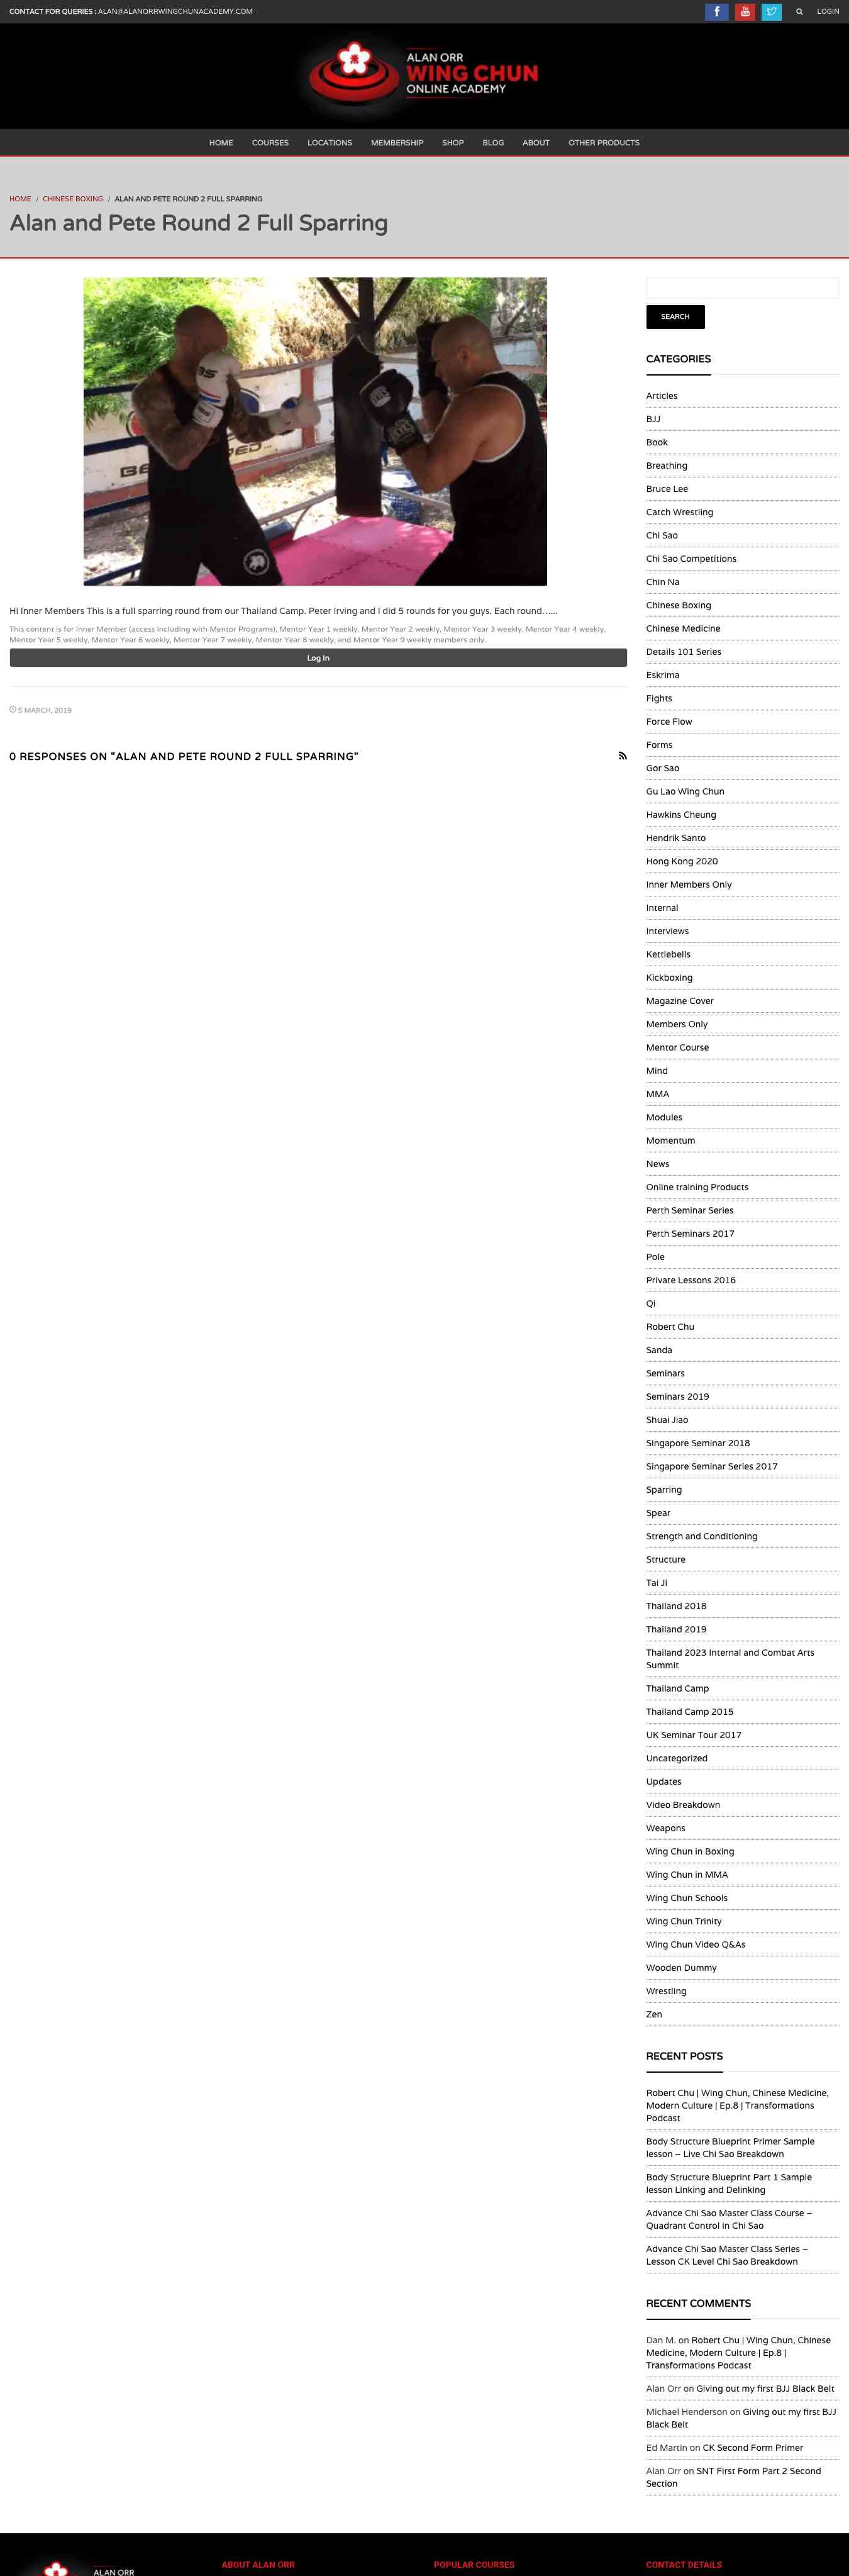 CONTACT FOR QUERIES : ALAN@ALANORRWINGCHUNACADEMY.COM
You
LOGIN
ALAN ORR
WING CHUN
ONLINE ACADEMY
HOME COURSES LOCATIONS MEMBERSHIP SHOP BLOG ABOUT OTHER PRODUCTS
HOME / CHINESE BOXING / ALAN AND PETE ROUND 2 FULL SPARRING
Alan and Pete Round 2 Full Sparring
Hi Inner Members This is a full sparring round from our Thailand Camp. Peter Irving and I did 5 rounds for you guys. Each round…...
This content is for Inner Member (access including with Mentor Programs), Mentor Year 1 weekly, Mentor Year 2 weekly, Mentor Year 3 weekly, Mentor Year 4 weekly,
Mentor Year 5 weekly, Mentor Year 6 weekly, Mentor Year 7 weekly, Mentor Year 8 weekly, and Mentor Year 9 weekly members only.
Log In
5 MARCH, 2019
0 RESPONSES ON "ALAN AND PETE ROUND 2 FULL SPARRING"
SEARCH
CATEGORIES
Articles
BJJ
Book
Breathing
Bruce Lee
Catch Wrestling
Chi Sao
Chi Sao Competitions
Chin Na
Chinese Boxing
Chinese Medicine
Details 101 Series
Eskrima
Fights
Force Flow
Forms
Gor Sao
Gu Lao Wing Chun
Hawkins Cheung
Hendrik Santo
Hong Kong 2020
Inner Members Only
Internal
Interviews
Kettlebells
Kickboxing
Magazine Cover
Members Only
Mentor Course
Mind
MMA
Modules
Momentum
News
Online training Products
Perth Seminar Series
Perth Seminars 2017
Pole
Private Lessons 2016
Qi
Robert Chu
Sanda
Seminars
Seminars 2019
Shuai Jiao
Singapore Seminar 2018
Singapore Seminar Series 2017
Sparring
Spear
Strength and Conditioning
Structure
Tai Ji
Thailand 2018
Thailand 2019
Thailand 2023 Internal and Combat Arts
Summit
Thailand Camp
Thailand Camp 2015
UK Seminar Tour 2017
Uncategorized
Updates
Video Breakdown
Weapons
Wing Chun in Boxing
Wing Chun in MMA
Wing Chun Schools
Wing Chun Trinity
Wing Chun Video Q&As
Wooden Dummy
Wrestling
Zen
RECENT POSTS
Robert Chu | Wing Chun, Chinese Medicine,
Modern Culture | Ep.8 | Transformations
Podcast
Body Structure Blueprint Primer Sample
lesson – Live Chi Sao Breakdown
Body Structure Blueprint Part 1 Sample
lesson Linking and Delinking
Advance Chi Sao Master Class Course –
Quadrant Control in Chi Sao
Advance Chi Sao Master Class Series –
Lesson CK Level Chi Sao Breakdown
RECENT COMMENTS
Dan M. on Robert Chu | Wing Chun, Chinese
Medicine, Modern Culture | Ep.8 |
Transformations Podcast
Alan Orr on Giving out my first BJJ Black Belt
Michael Henderson on Giving out my first BJJ
Black Belt
Ed Martin on CK Second Form Primer
Alan Orr on SNT First Form Part 2 Second
Section
ALAN ORR
ABOUT ALAN ORR
POPULAR COURSES
CONTACT DETAILS